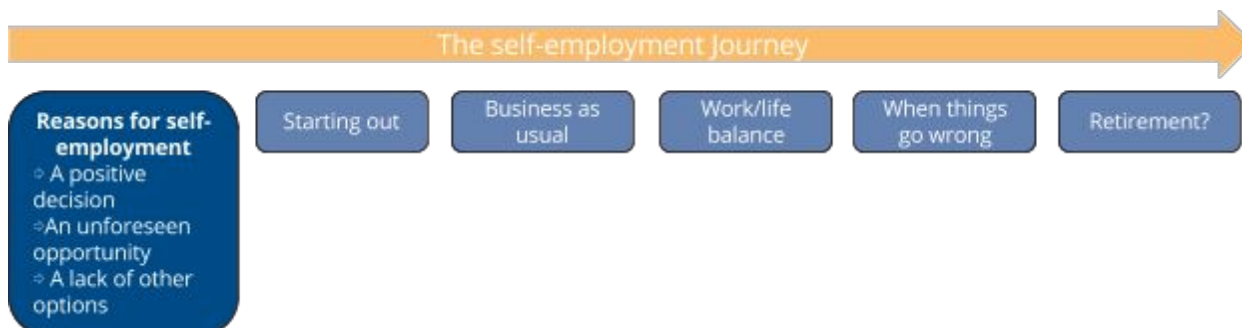 The self-employment Journey
Reasons for self-
employment
⇨ A positive
decision
⇨An unforeseen
opportunity
⇨ A lack of other
options
Starting out
Business as
usual
Work/life
balance
When things
go wrong
Retirement?